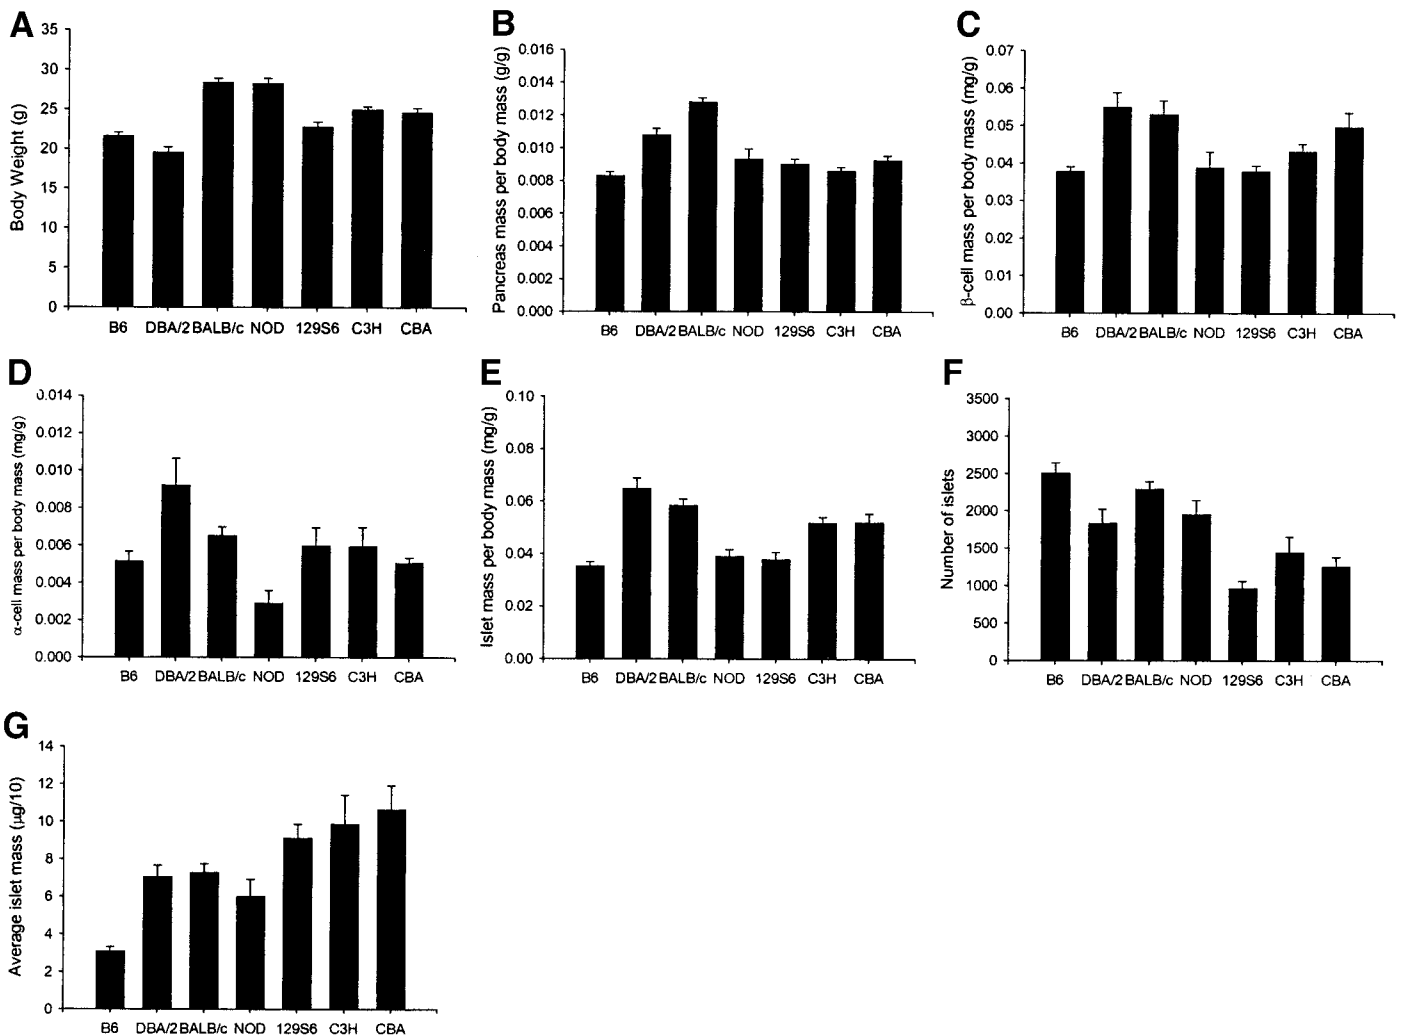 A
Body Weight (g)
35
30
25
20
15
10
5
0
B6 DBA/2 BALB/c NOD 129S6 C3H CBA
B
Pancreas mass per body mass (g/g)
0.016
0.014
0.012
0.010
0.008
0.006
0.004
0.002
0.000
B6 DBA/2 BALB/c NOD 129S6 C3H CBA
C
β-cell mass per body mass (mg/g)
0.07
0.06
0.05
0.04
0.03
0.02
0.01
0.00
B6 DBA/2 BALB/c NOD 129S6 C3H CBA
D
α-cell mass per body mass (mg/g)
0.014
0.012
0.010
0.008
0.006
0.004
0.002
0.000
B6 DBA/2 BALB/c NOD 129S6 C3H CBA
E
Islet mass per body mass (mg/g)
0.10
0.08
0.06
0.04
0.02
0.00
B6 DBA/2 BALB/c NOD 129S6 C3H CBA
F
Number of islets
3500
3000
2500
2000
1500
1000
500
0
B6 DBA/2 BALB/c NOD 129S6 C3H CBA
G
Average islet mass (μg/10)
14
12
10
8
6
4
2
0
B6 DBA/2 BALB/c NOD 129S6 C3H CBA